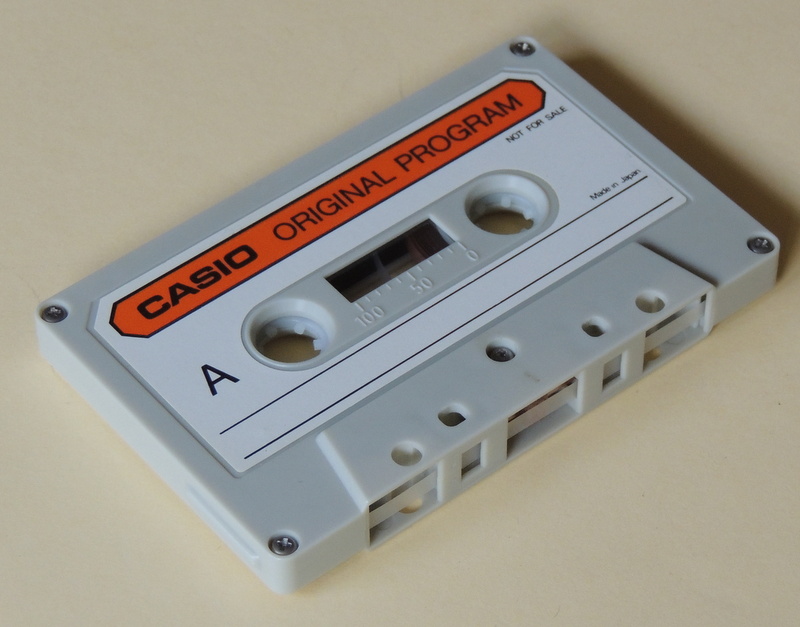 CASIO ORIGINAL PROGRAM
NOT FOR SALE
Made in Japan
100 50 0
A